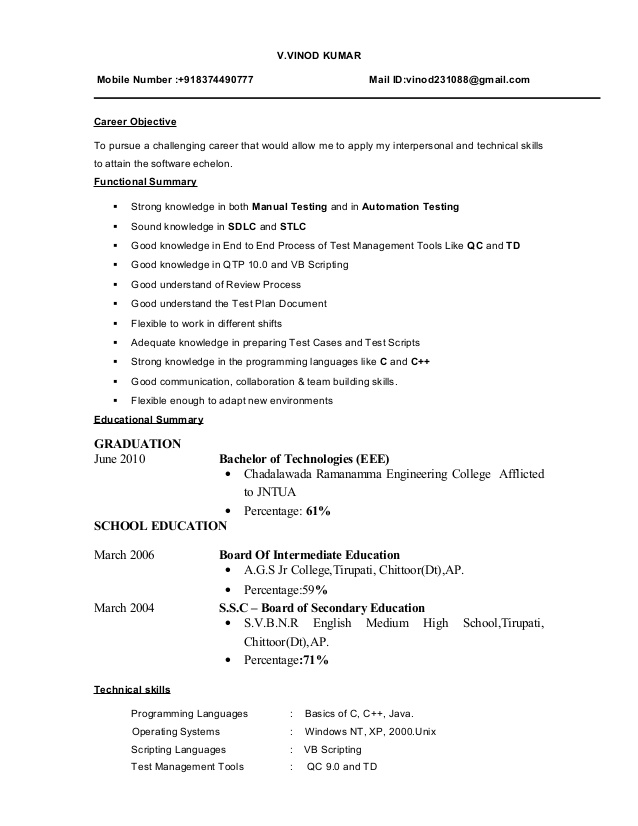 V.VINOD KUMAR
Mobile Number :+918374490777 Mail ID:vinod231088@gmail.com
Career Objective
To pursue a challenging career that would allow me to apply my interpersonal and technical skills
to attain the software echelon.
Functional Summary
▪ Strong knowledge in both Manual Testing and in Automation Testing
▪ Sound knowledge in SDLC and STLC
▪ Good knowledge in End to End Process of Test Management Tools Like QC and TD
▪ Good knowledge in QTP 10.0 and VB Scripting
▪ Good understand of Review Process
▪ Good understand the Test Plan Document
▪ Flexible to work in different shifts
▪ Adequate knowledge in preparing Test Cases and Test Scripts
▪ Strong knowledge in the programming languages like C and C++
▪ Good communication, collaboration & team building skills.
▪ Flexible enough to adapt new environments
Educational Summary
GRADUATION
June 2010 Bachelor of Technologies (EEE)
• Chadalawada Ramanamma Engineering College Afflicted
to JNTUA
• Percentage: 61%
SCHOOL EDUCATION
March 2006 Board Of Intermediate Education
• A.G.S Jr College,Tirupati, Chittoor(Dt),AP.
• Percentage:59%
March 2004 S.S.C – Board of Secondary Education
• S.V.B.N.R English Medium High School,Tirupati,
Chittoor(Dt),AP.
• Percentage:71%
Technical skills
Programming Languages : Basics of C, C++, Java.
Operating Systems : Windows NT, XP, 2000.Unix
Scripting Languages : VB Scripting
Test Management Tools : QC 9.0 and TD